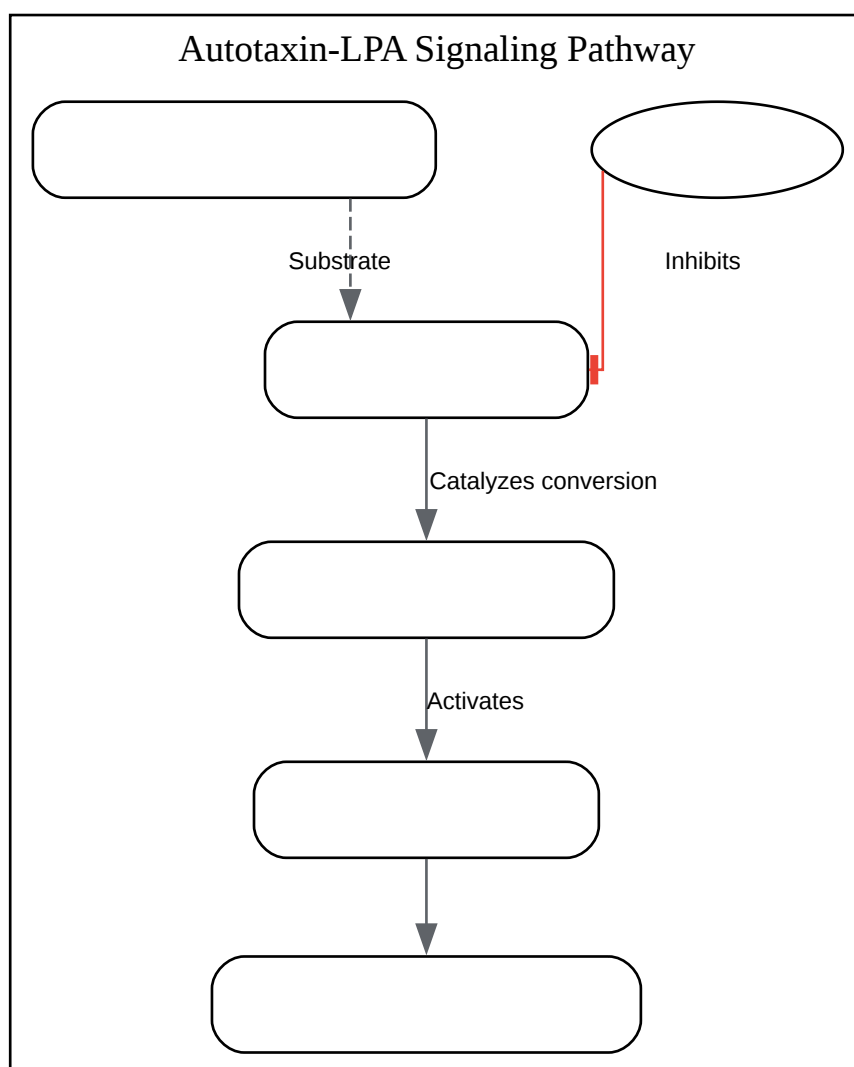 Autotaxin-LPA Signaling Pathway
Substrate
Inhibits
Catalyzes conversion
Activates